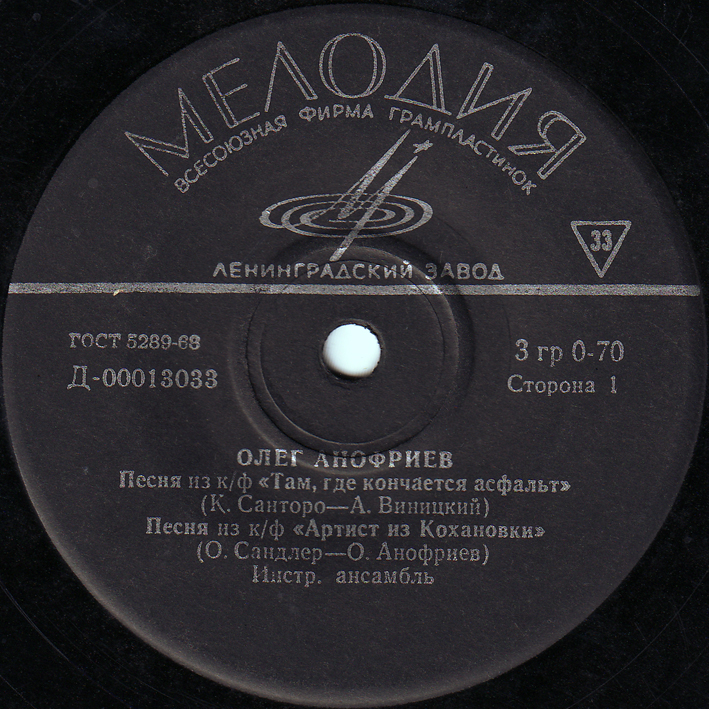 МЕЛОДИЯ
ВСЕСОЮЗНАЯ ФИРМА ГРАМПЛАСТИНОК
33
ЛЕНИНГРАДСКИЙ ЗАВОД
ГОСТ 5289-68
3 гр 0-70
Д-00013033
Сторона 1
ОЛЕГ АНОФРИЕВ
Песня из к/ф «Там, где кончается асфальт»
(К. Санторо—А. Виницкий)
Песня из к/ф «Артист из Кохановки»
(О. Сандлер—О. Анофриев)
Инстр. ансамбль